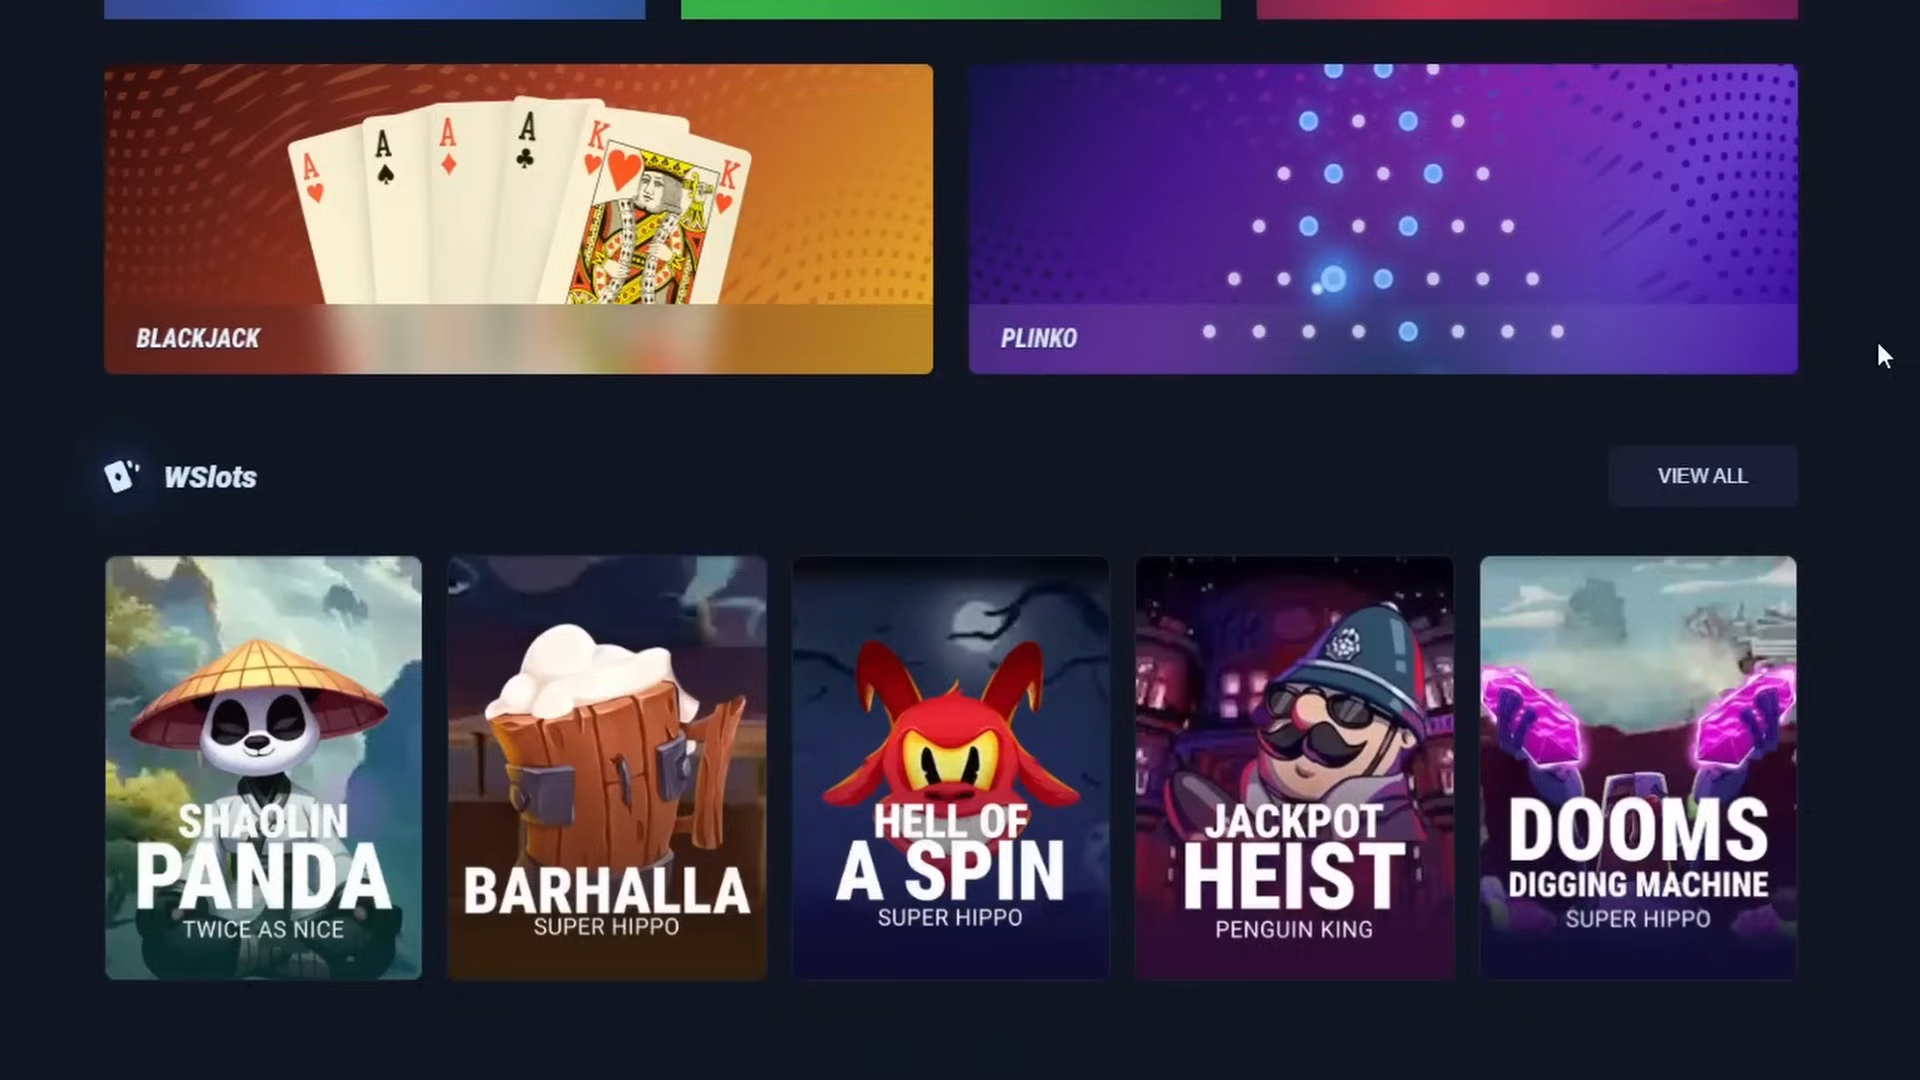 A
A
A
A
K
K
BLACKJACK
PLINKO
WSlots
VIEW ALL
SHAOLIN
PANDA
TWICE AS NICE
BARHALLA
SUPER HIPPO
HELL OF
A SPIN
SUPER HIPPO
JACKPOT
HEIST
PENGUIN KING
DOOMS
DIGGING MACHINE
SUPER HIPPO